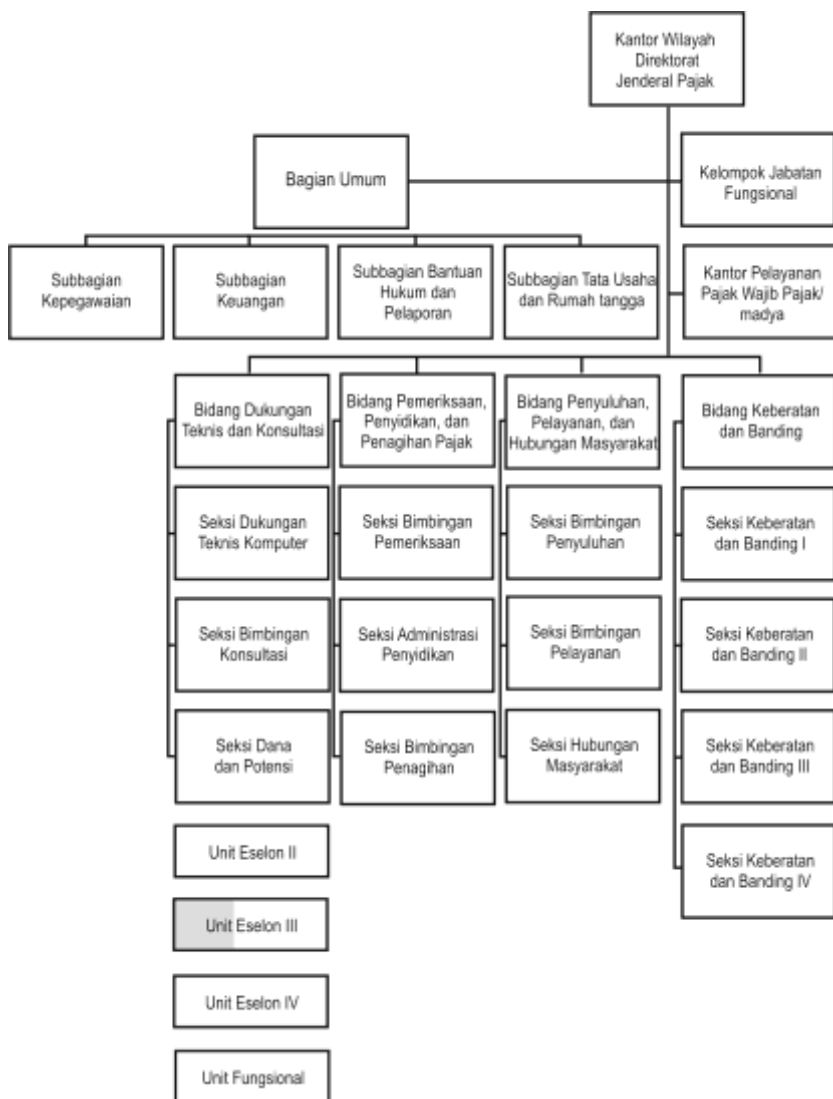 Kantor Wilayah
Direktorat
Jenderal Pajak
Bagian Umum
Kelompok Jabatan
Fungsional
Subbagian
Kepegawaian
Subbagian
Keuangan
Subbagian Bantuan
Hukum dan
Pelaporan
Subbagian Tata Usaha
dan Rumah tangga
Kantor Pelayanan
Pajak Wajib Pajak/
madya
Bidang Dukungan
Teknis dan Konsultasi
Bidang Pemeriksaan,
Penyidikan, dan
Penagihan Pajak
Bidang Penyuluhan,
Pelayanan, dan
Hubungan Masyarakat
Bidang Keberatan
dan Banding
Seksi Dukungan
Teknis Komputer
Seksi Bimbingan
Pemeriksaan
Seksi Bimbingan
Penyuluhan
Seksi Keberatan
dan Banding I
Seksi Bimbingan
Konsultasi
Seksi Administrasi
Penyidikan
Seksi Bimbingan
Pelayanan
Seksi Keberatan
dan Banding II
Seksi Dana
dan Potensi
Seksi Bimbingan
Penagihan
Seksi Hubungan
Masyarakat
Seksi Keberatan
dan Banding III
Unit Eselon II
Seksi Keberatan
dan Banding IV
Unit Eselon III
Unit Eselon IV
Unit Fungsional